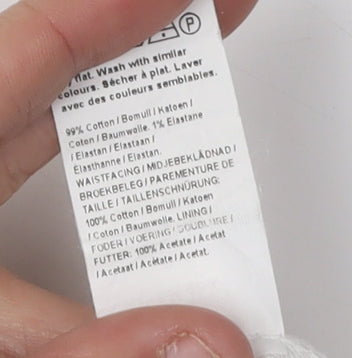 P
flat. Wash with similar
colours. Sécher à plat. Laver
avec des couleurs semblables.
99% Cotton / Bomull / Katoen /
Coton / Baumwolle. 1% Elastane
/ Elastan / Elastaan /
Elasthanne / Elastan.
WAISTFACING / MIDJEBEKLÄDNAD /
BROEKBELEG / PAREMENTURE DE
TAILLE / TAILLENSCHNÜRUNG:
100% Cotton / Bomull / Katoen
/ Coton / Baumwolle. LINING /
FODER / VOERING / DOUBLURE /
FUTTER: 100% Acetate / Acetat
/ Acetaat / Acétate / Acetat.